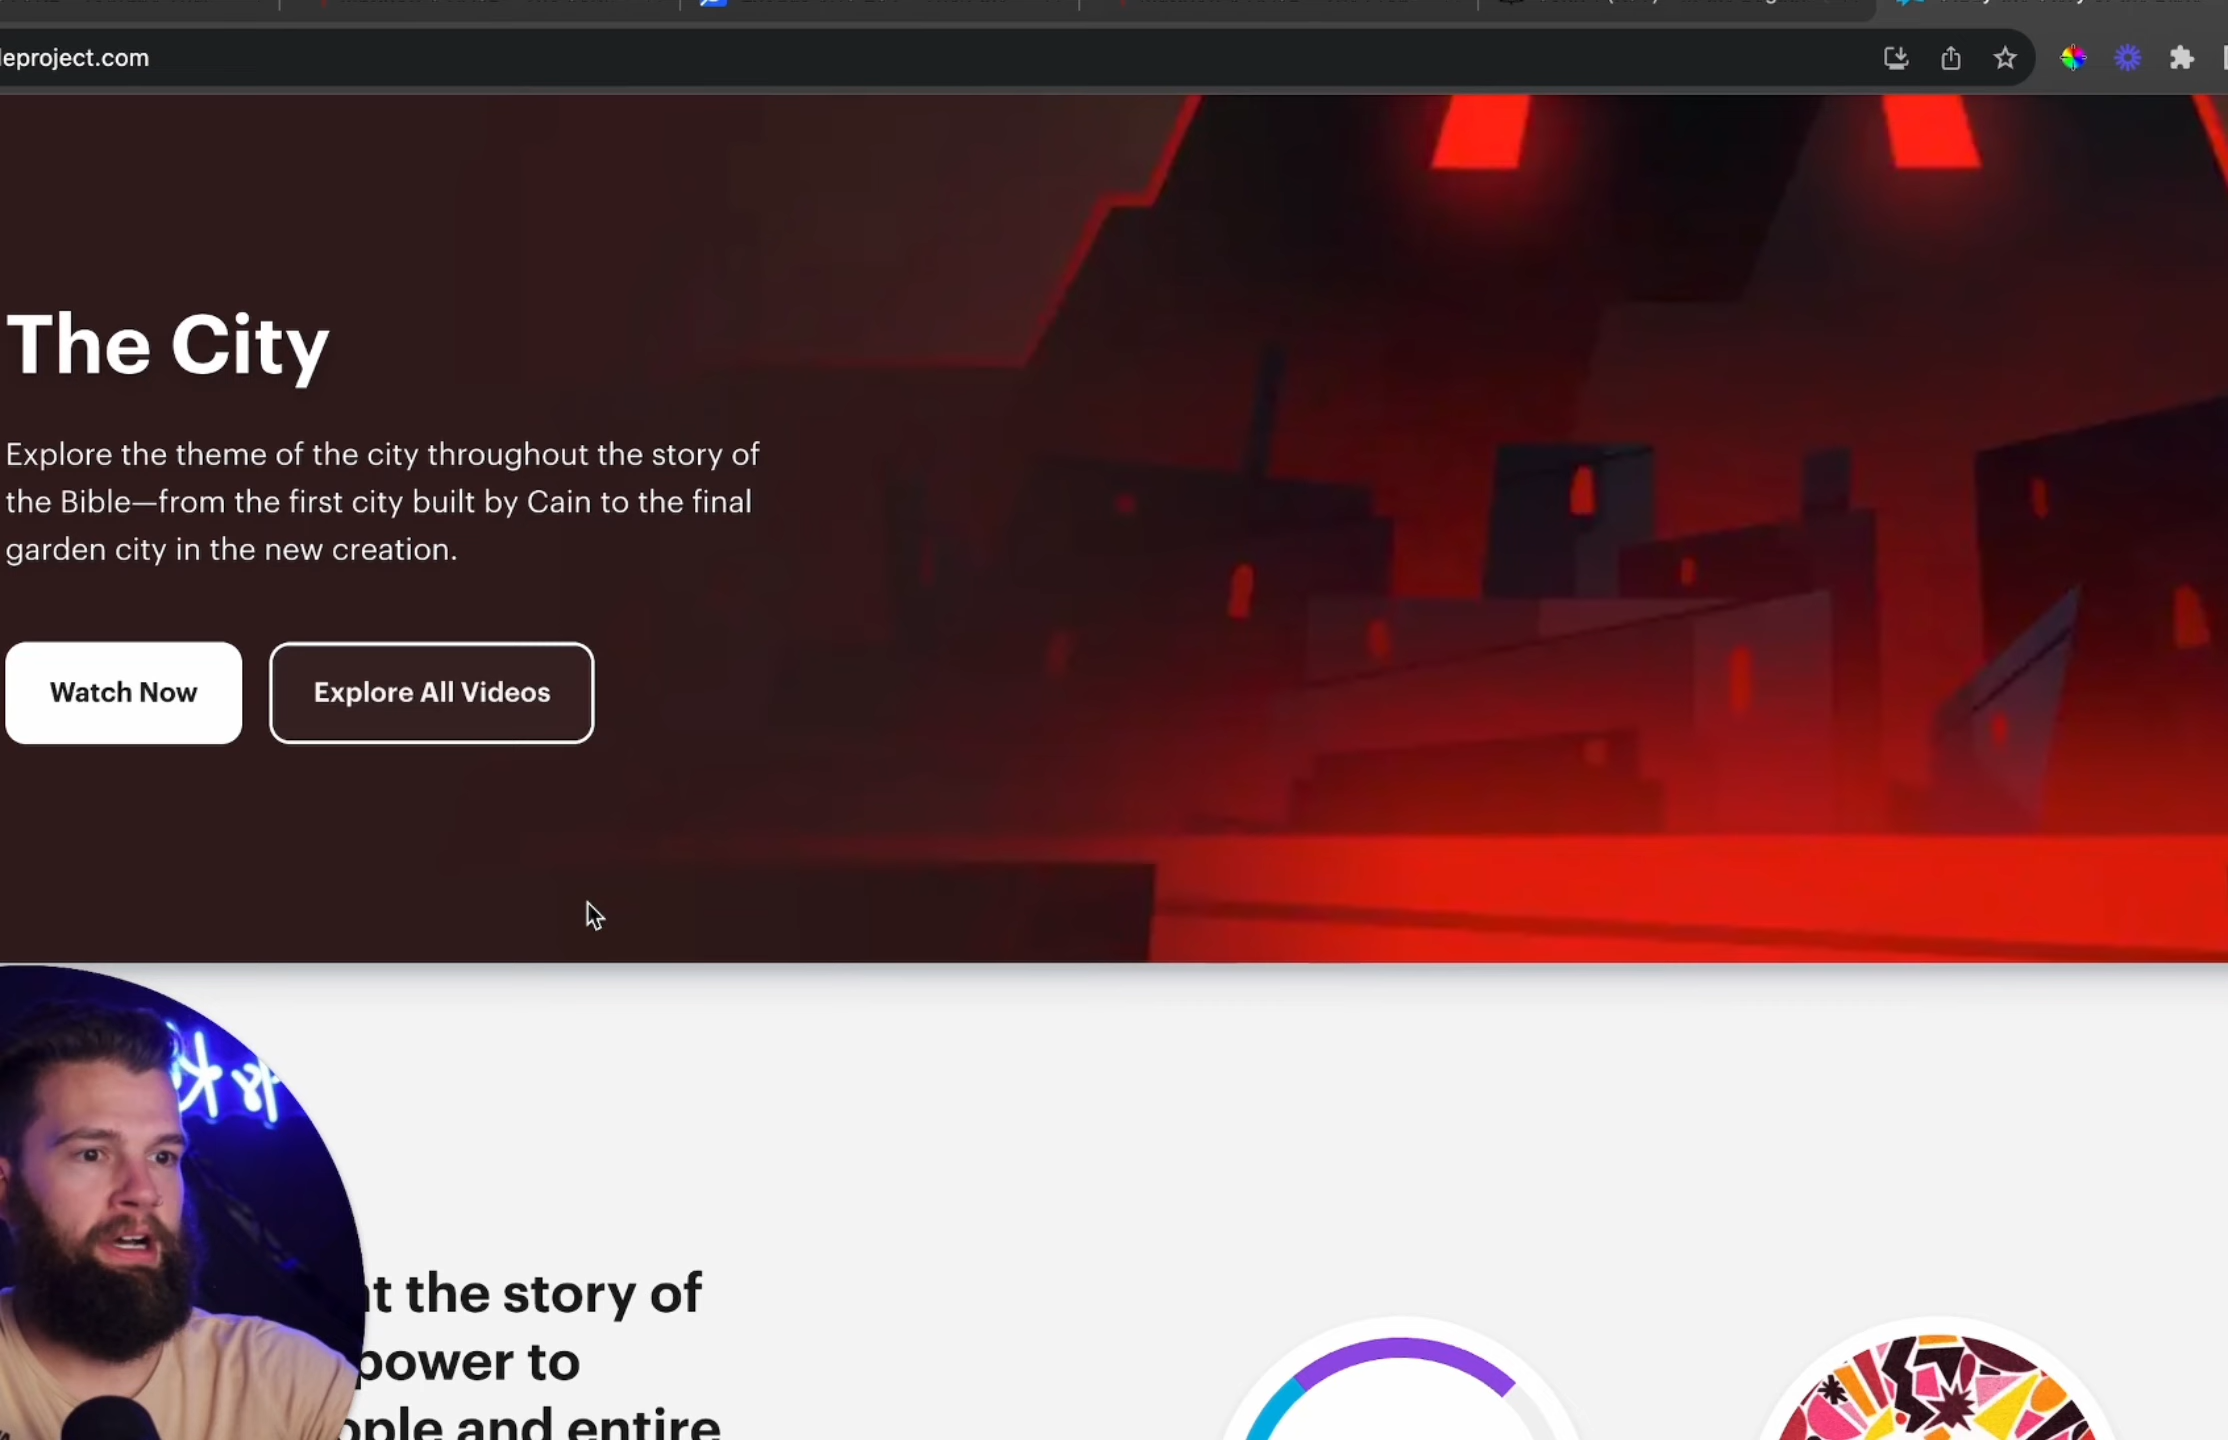 leproject.com
The City
Explore the theme of the city throughout the story of
the Bible—from the first city built by Cain to the final
garden city in the new creation.
Watch Now
Explore All Videos
the story of
power to
and entire